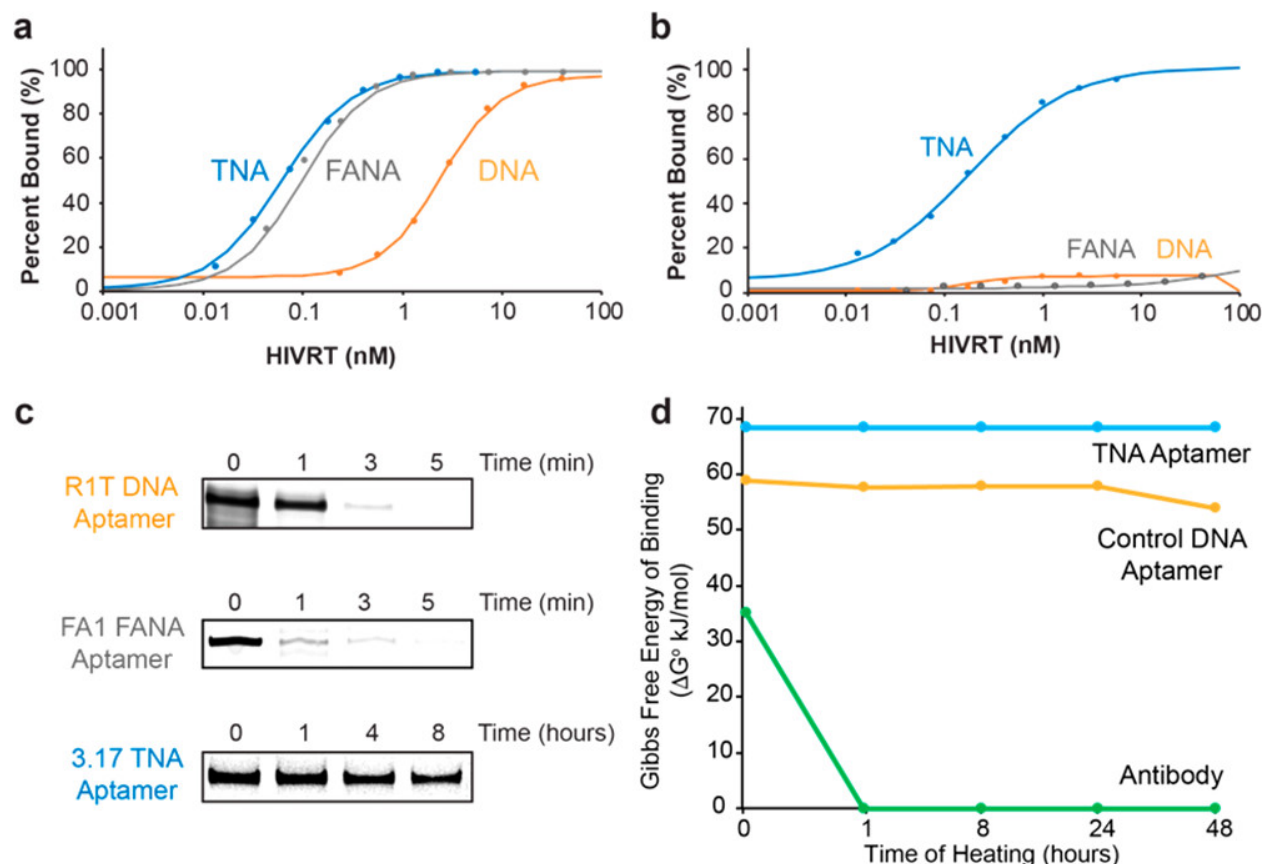 a
Percent Bound (%)
100
80
60
40
20
0
TNA
FANA
DNA
0.001 0.01 0.1 1 10 100
HIVRT (nM)
b
Percent Bound (%)
100
80
60
40
20
0
TNA
FANA DNA
0.001 0.01 0.1 1 10 100
HIVRT (nM)
c
R1T DNA
Aptamer
0 1 3 5 Time (min)
FA1 FANA
Aptamer
0 1 3 5 Time (min)
3.17 TNA
Aptamer
0 1 4 8 Time (hours)
d
Gibbs Free Energy of Binding
(ΔGº kJ/mol)
70
60
50
40
30
20
10
0
TNA Aptamer
Control DNA
Aptamer
Antibody
0 1 8 24 48
Time of Heating (hours)